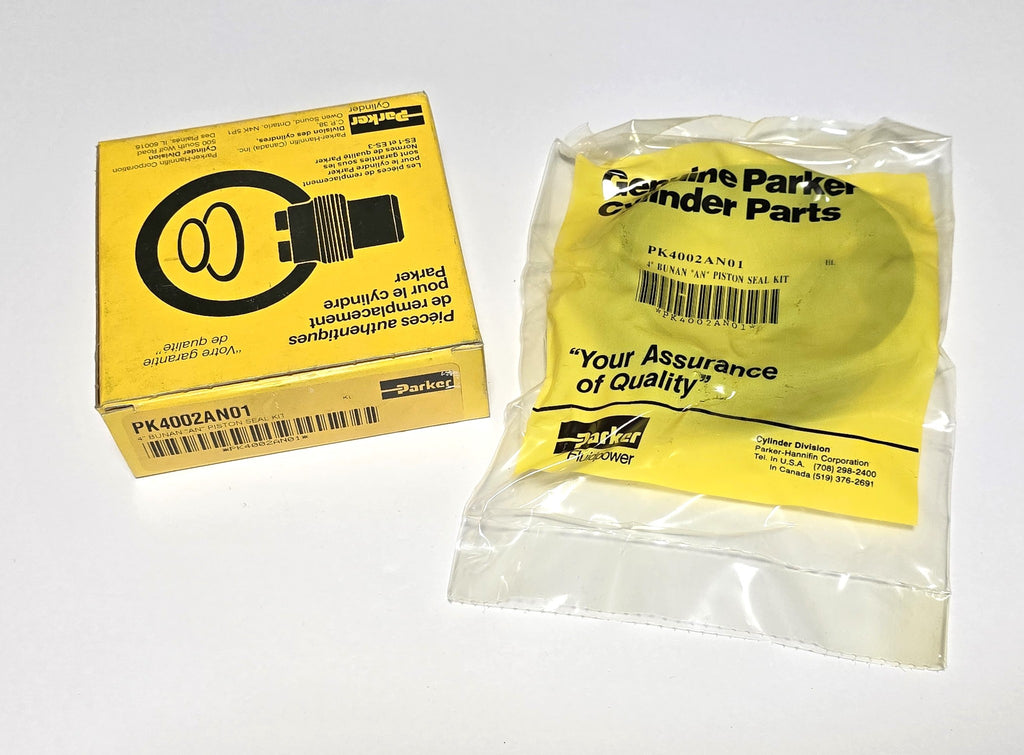 Pièces authentiques
de remplacement
pour le cylindre
Parker
"Votre garantie
de qualité"
Les pièces de remplacement
pour le cylindre Parker
sont garanties sous les
Normes de qualité Parker
ES-1 et ES-3.
Parker
Cylinder
Parker-Hannifin (Canada) Inc.
Division des cylindres,
C.P. 38,
Owen Sound, Ontario, N4K 5P1
Parker-Hannifin Corporation
Cylinder Division
500 South Wolf Road
Des Plaines, IL 60016
Parker
KL
PK4002AN01
4" BUNAN "AN" PISTON SEAL KIT
*PK4002AN01*
Genuine Parker
Cylinder Parts
PK4002AN01
HL
4" BUNAN "AN" PISTON SEAL KIT
*PK4002AN01*
"Your Assurance
of Quality"
Parker
Fluidpower
Cylinder Division
Parker-Hannifin Corporation
Tel. In U.S.A. (708) 298-2400
In Canada (519) 376-2691